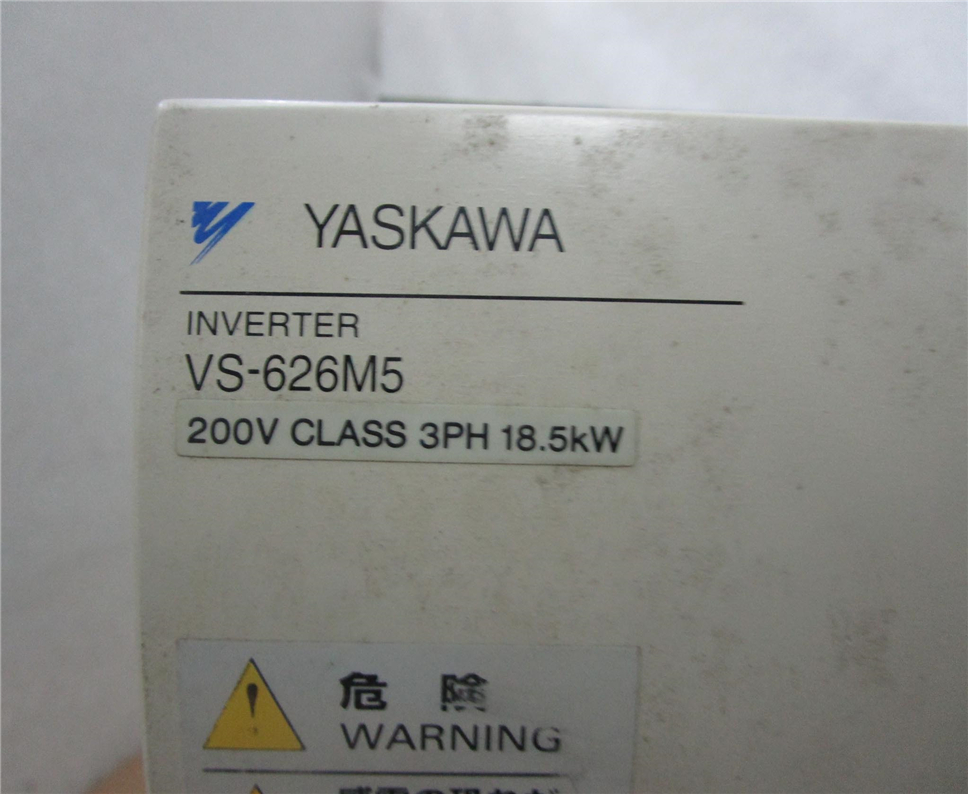 YASKAWA
INVERTER
VS-626M5
200V CLASS 3PH 18.5kW
危 険
WARNING